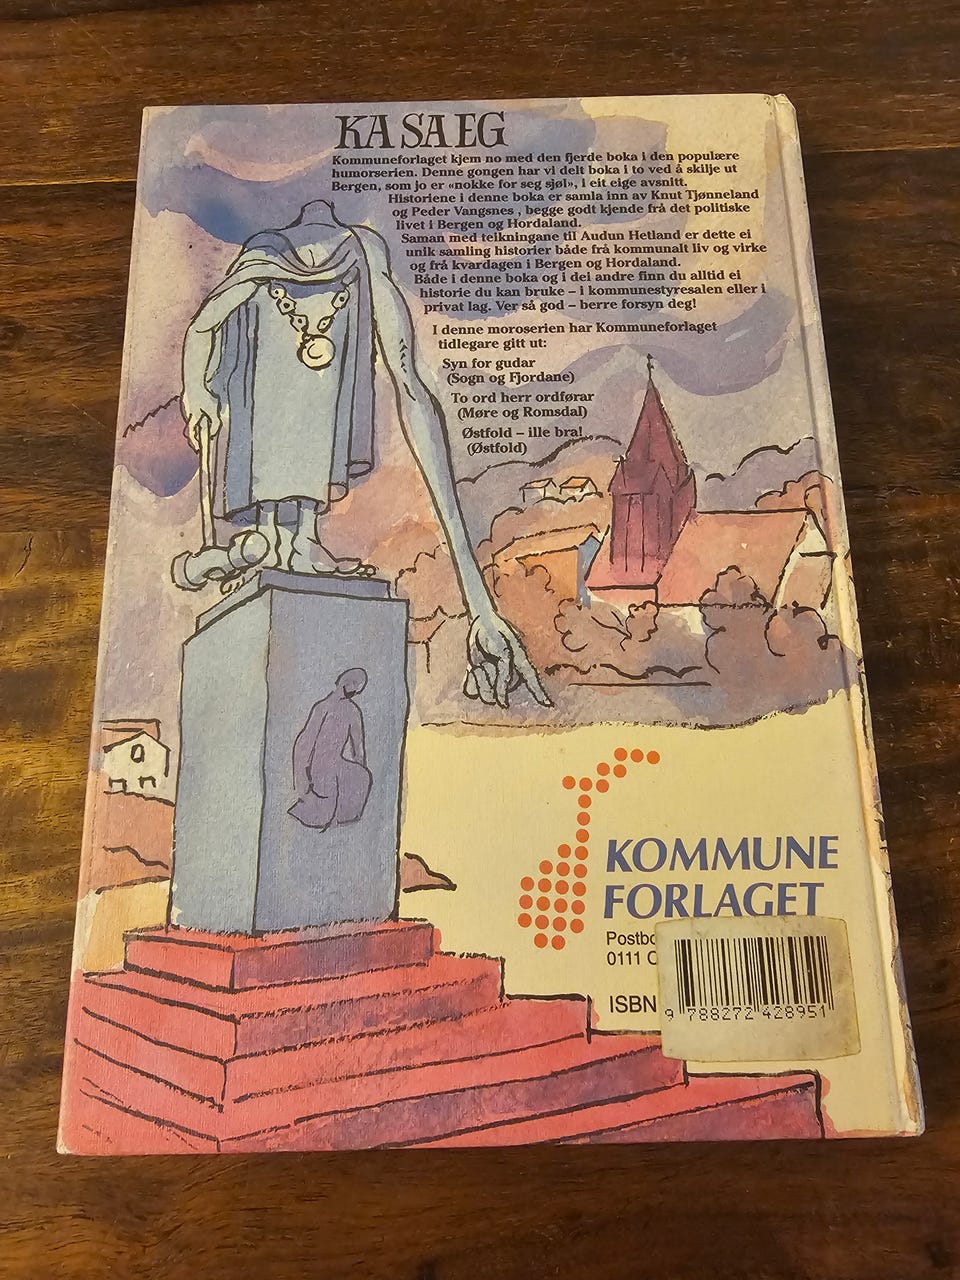 KA SA EG
Kommuneforlaget kjem no med den fjerde boka i den populære
humorserien. Denne gongen har vi delt boka i to ved å skilje ut
Bergen, som jo er «nokke for seg sjøl», i eit eige avsnitt.
Historiene i denne boka er samla inn av Knut Tjønneland
og Peder Vangsnes , begge godt kjende frå det politiske
livet i Bergen og Hordaland.
Saman med teikningane til Audun Hetland er dette ei
unik samling historier både frå kommunalt liv og virke
og frå kvardagen i Bergen og Hordaland.
Både i denne boka og i dei andre finn du alltid ei
historie du kan bruke – i kommunestyresalen eller i
privat lag. Ver så god – berre forsyn deg!
I denne moroserien har Kommuneforlaget
tidlegare gitt ut:
Syn for gudar
(Sogn og Fjordane)
To ord herr ordførar
(Møre og Romsdal)
Østfold – ille bra!
(Østfold)
KOMMUNE
FORLAGET
0111
ISBN
9 788272 428951